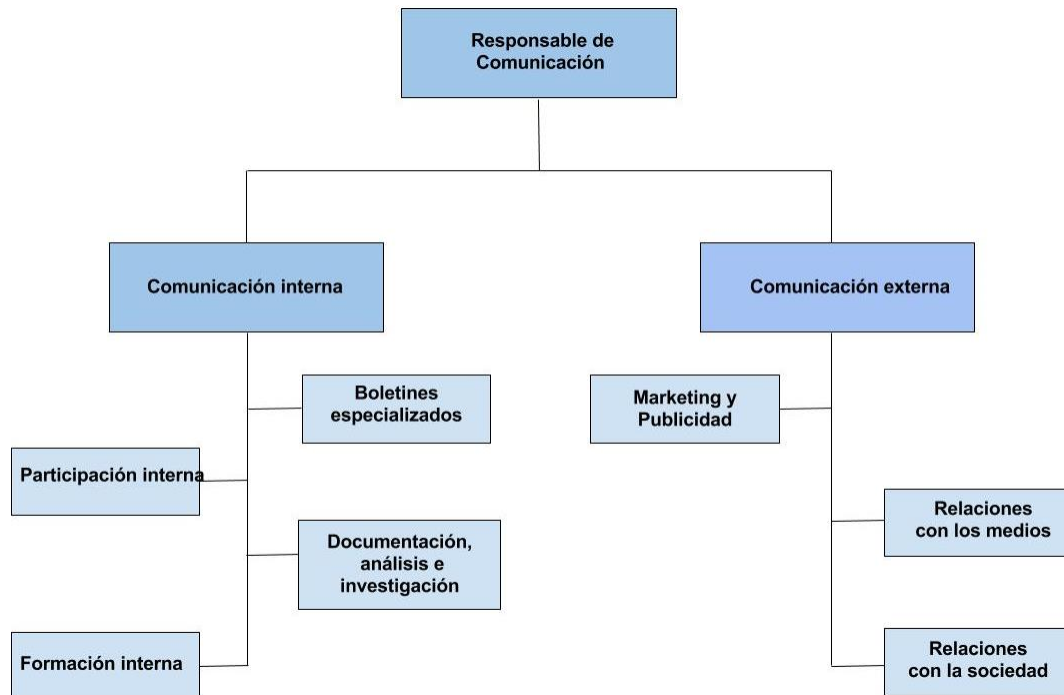 Responsable de
Comunicación
Comunicación interna
Comunicación externa
Boletines
especializados
Marketing y
Publicidad
Participación interna
Relaciones
con los medios
Documentación,
análisis e
investigación
Formación interna
Relaciones
con la sociedad